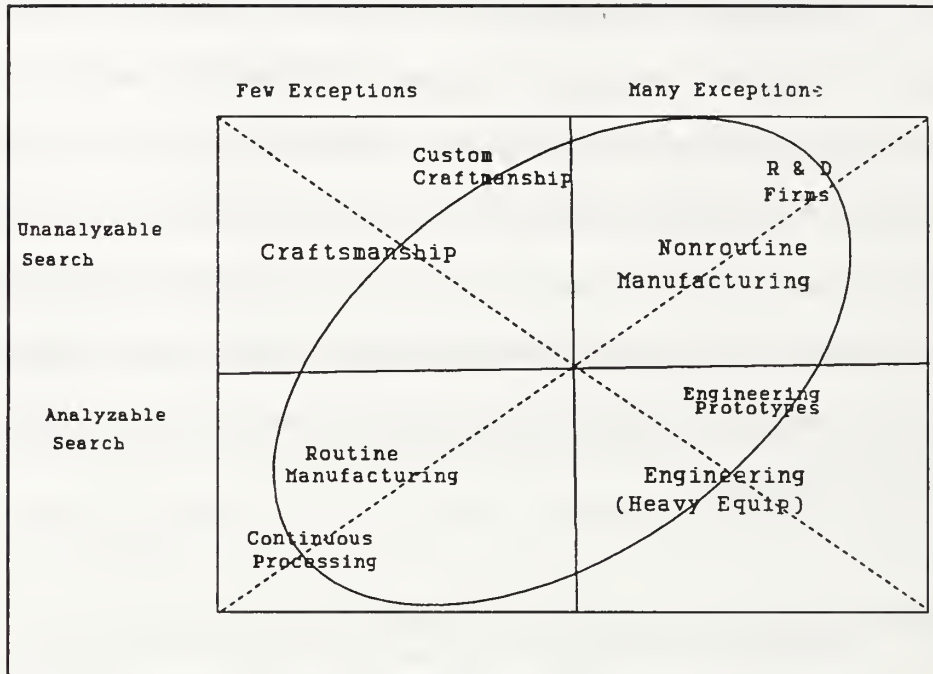 Few Exceptions
Many Exceptions
Custom
Craftmanship
R & D
Firms
Unanalyzable
Search
Craftsmanship
Nonroutine
Manufacturing
Analyzable
Search
Engineering
Prototypes
Routine
Manufacturing
Engineering
(Heavy Equip)
Continuous
Processing